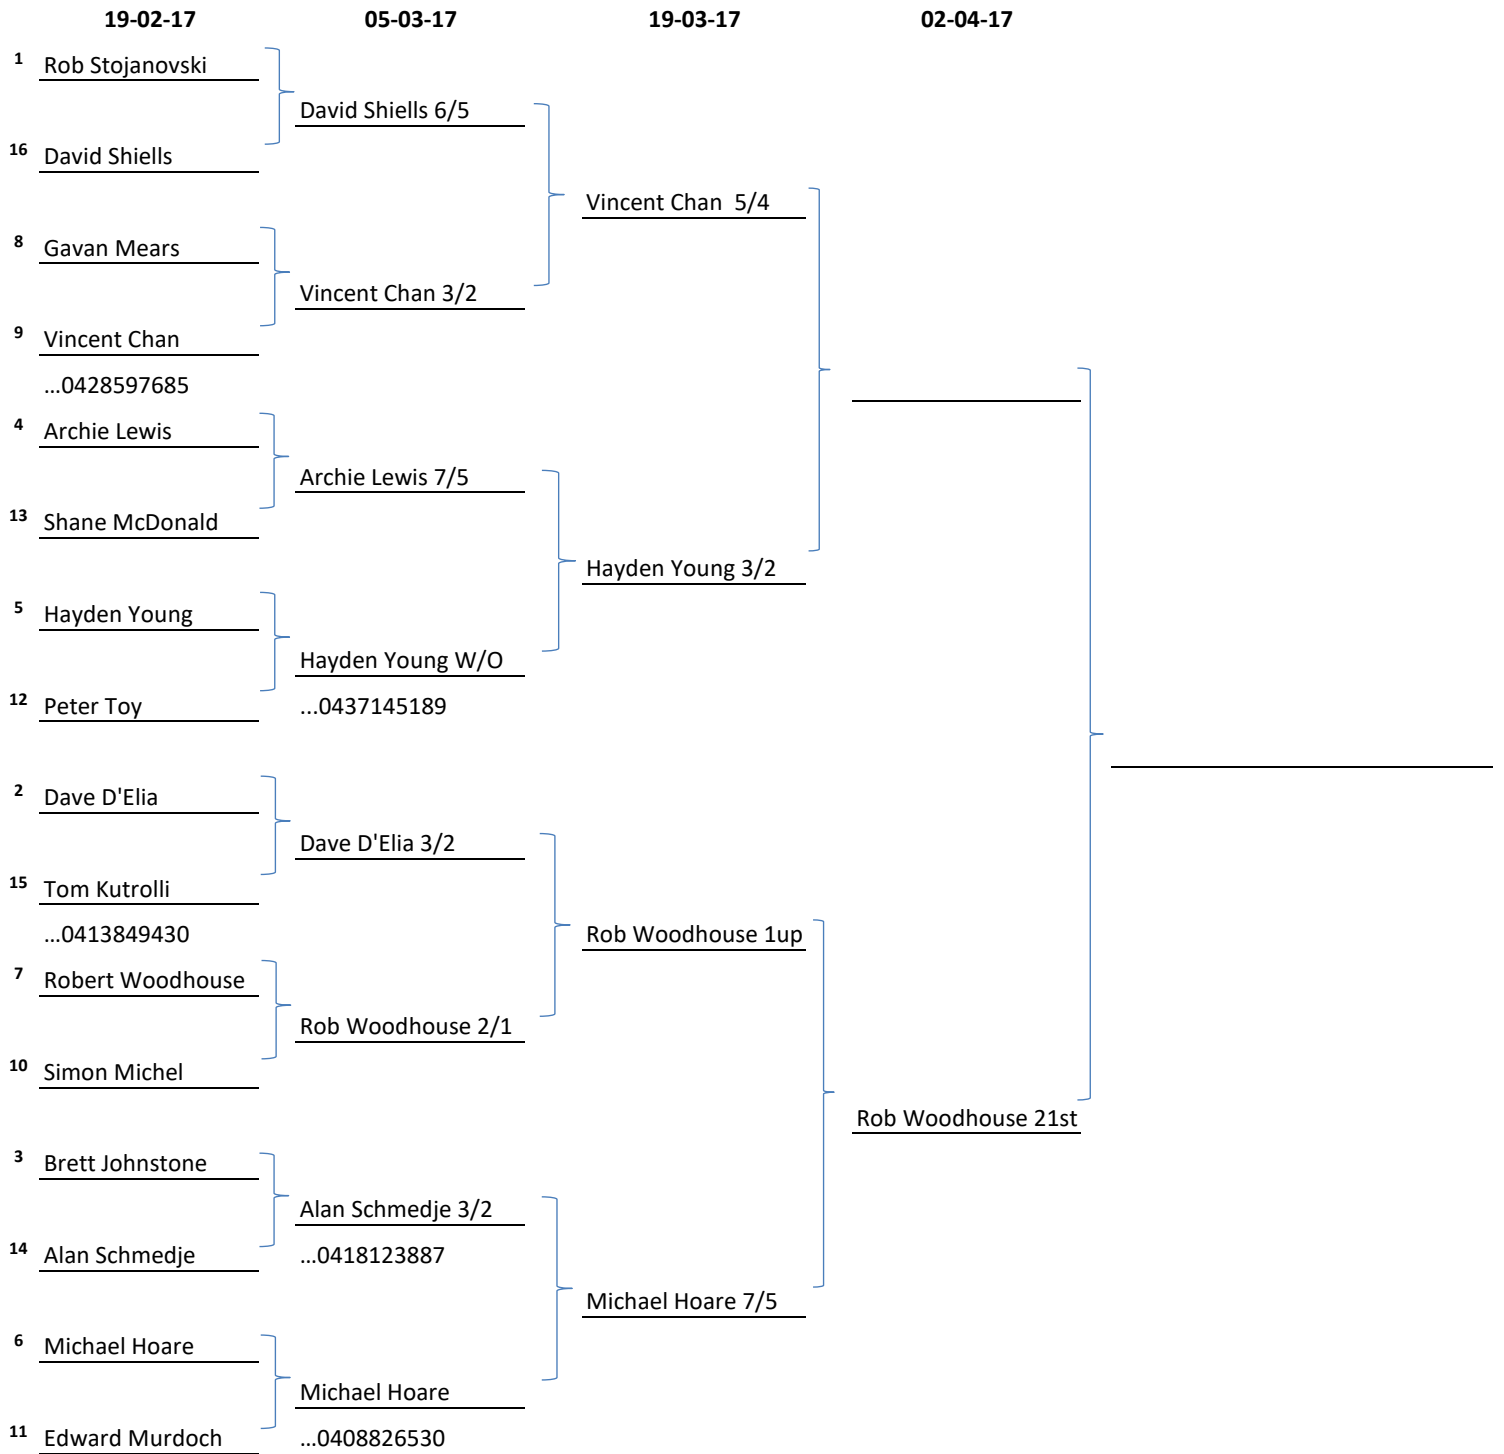 19-02-17 05-03-17 19-03-17 02-04-17
1 Rob Stojanovski
David Shiells 6/5
16 David Shiells
Vincent Chan  5/4
8 Gavan Mears
Vincent Chan 3/2
9 Vincent Chan
...0428597685
4 Archie Lewis
Archie Lewis 7/5
13 Shane McDonald
Hayden Young 3/2
5 Hayden Young
Hayden Young W/O
12 Peter Toy ...0437145189
2 Dave D'Elia
Dave D'Elia 3/2
15 Tom Kutrolli
...0413849430 Rob Woodhouse 1up
7 Robert Woodhouse
Rob Woodhouse 2/1
10 Simon Michel
Rob Woodhouse 21st
3 Brett Johnstone
Alan Schmedje 3/2
14 Alan Schmedje ...0418123887
Michael Hoare 7/5
6 Michael Hoare
Michael Hoare
11 Edward Murdoch ...0408826530